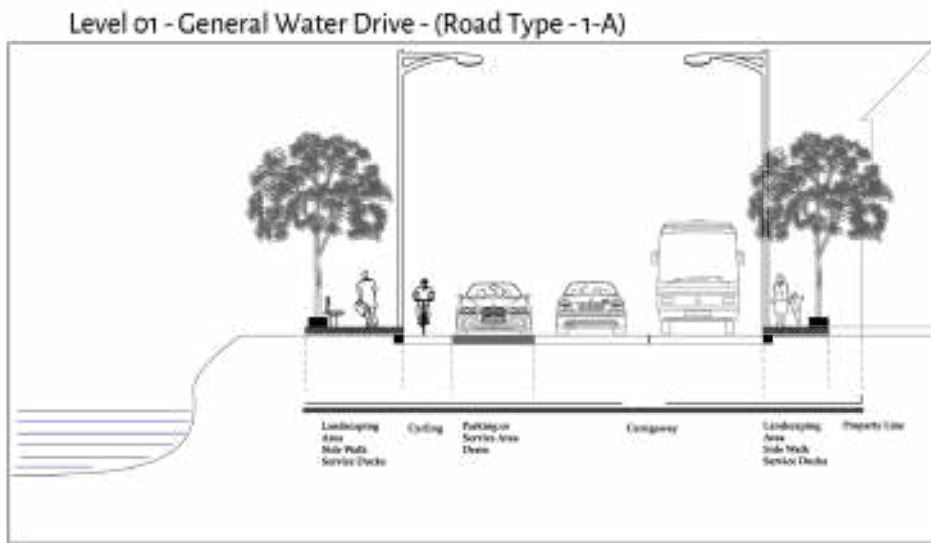 Level 01 - General Water Drive - (Road Type - 1-A)
Landscaping
Area
Side Walk
Service Ducks
Cycling
Parking or
Service Area
Drain
Carigaway
Landscaping
Area
Side Walk
Service Ducks
Property Line